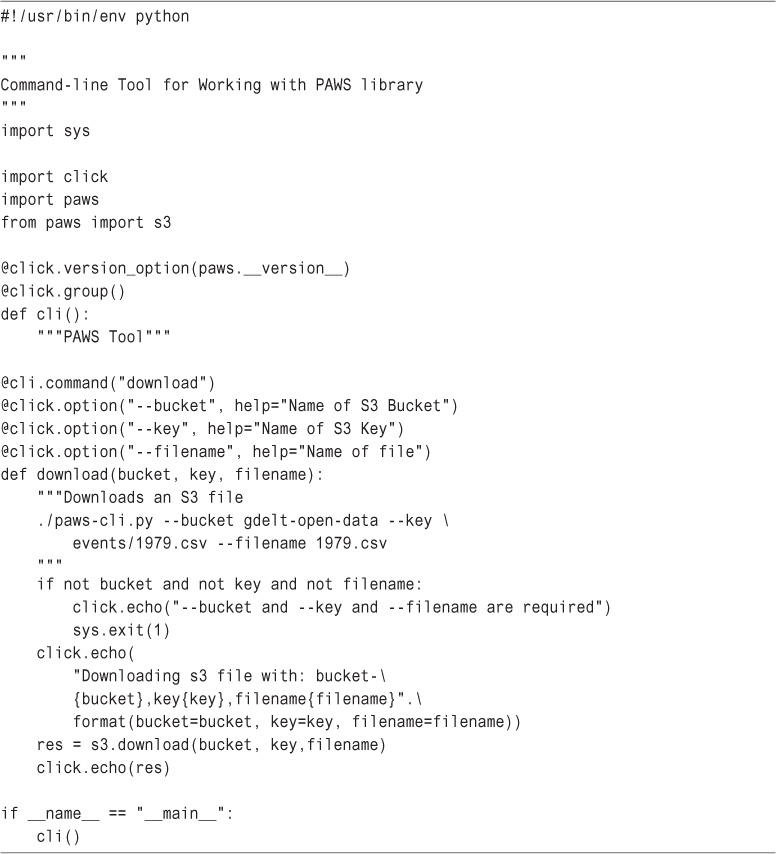 #!/usr/bin/env python

"""
Command-line Tool for Working with PAWS library
"""
import sys

import click
import paws
from paws import s3

@click.version_option(paws.__version__)
@click.group()
def cli():
    """PAWS Tool"""

@cli.command("download")
@click.option("--bucket", help="Name of S3 Bucket")
@click.option("--key", help="Name of S3 Key")
@click.option("--filename", help="Name of file")
def download(bucket, key, filename):
    """Downloads an S3 file
    ./paws-cli.py --bucket gdelt-open-data --key \
        events/1979.csv --filename 1979.csv
    """
    if not bucket and not key and not filename:
        click.echo("--bucket and --key and --filename are required")
        sys.exit(1)
    click.echo(
        "Downloading s3 file with: bucket-\
        {bucket},key{key},filename{filename}".\
        format(bucket=bucket, key=key, filename=filename))
    res = s3.download(bucket, key,filename)
    click.echo(res)

if __name__ == "__main__":
    cli()